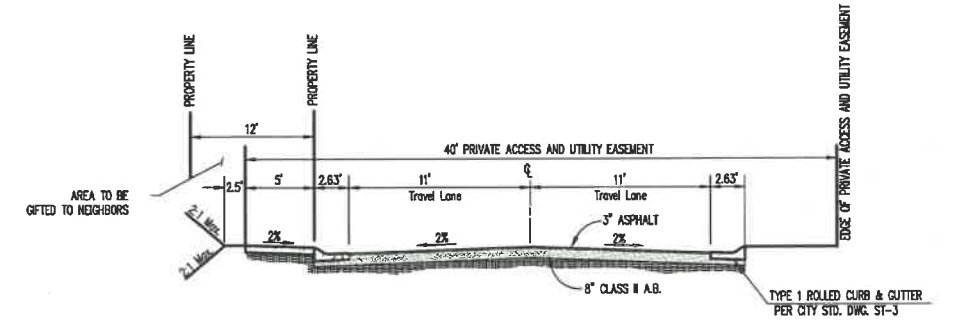 PROPERTY LINE
PROPERTY LINE
EDGE OF PRIVATE ACCESS AND UTILITY EASEMENT
12'
40' PRIVATE ACCESS AND UTILITY EASEMENT
℄
AREA TO BE
GIFTED TO NEIGHBORS
2.5'
5'
2.63'
11'
Travel Lane
11'
Travel Lane
2.63'
2:1 Max.
2:1 Max.
2%
2%
2%
3" ASPHALT
8" CLASS II A.B.
TYPE 1 ROLLED CURB & GUTTER
PER CITY STD. DWG. ST-3